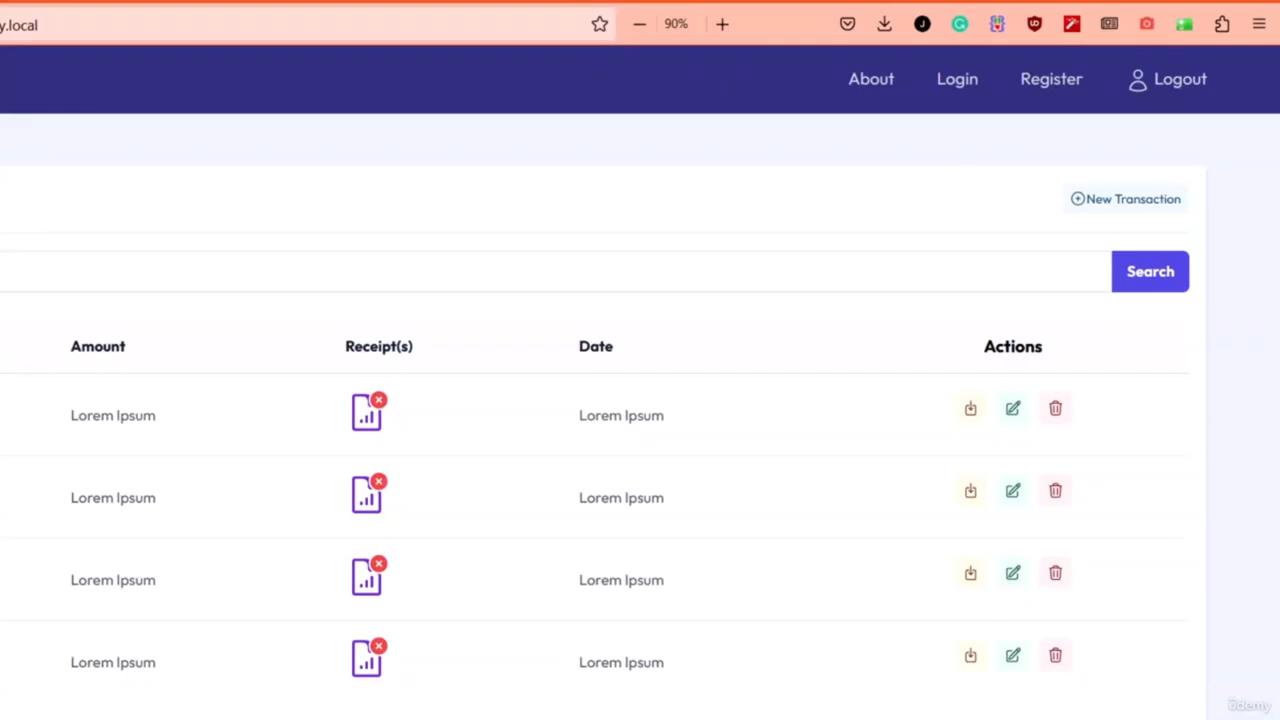 y.local
90%
About Login Register Logout
New Transaction
Search
Amount Receipt(s) Date Actions
Lorem Ipsum Lorem Ipsum
Lorem Ipsum Lorem Ipsum
Lorem Ipsum Lorem Ipsum
Lorem Ipsum Lorem Ipsum
ûdemy